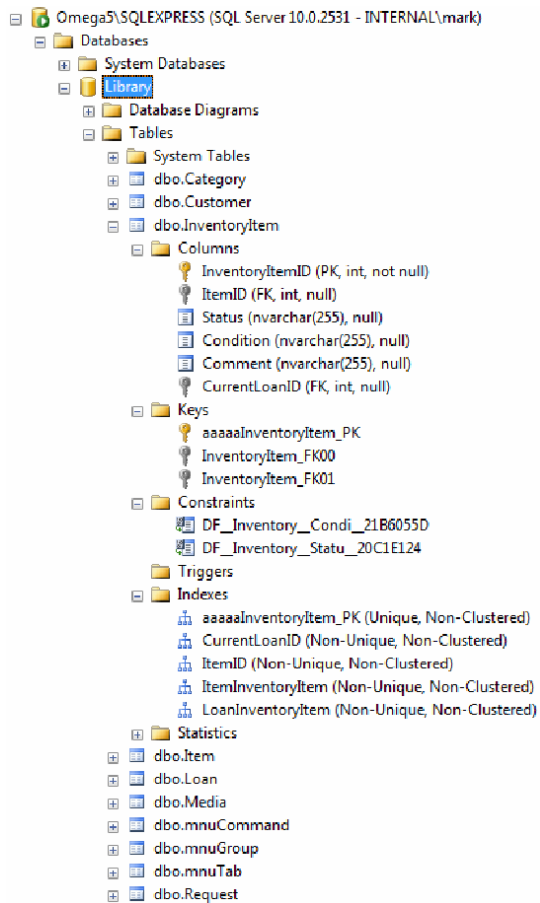 Omega5\SQLEXPRESS (SQL Server 10.0.2531 - INTERNAL\mark)
Databases
System Databases
Library
Database Diagrams
Tables
System Tables
dbo.Category
dbo.Customer
dbo.InventoryItem
Columns
InventoryItemID (PK, int, not null)
ItemID (FK, int, null)
Status (nvarchar(255), null)
Condition (nvarchar(255), null)
Comment (nvarchar(255), null)
CurrentLoanID (FK, int, null)
Keys
aaaaaInventoryItem_PK
InventoryItem_FK00
InventoryItem_FK01
Constraints
DF__Inventory__Condi__21B6055D
DF__Inventory__Statu__20C1E124
Triggers
Indexes
aaaaaInventoryItem_PK (Unique, Non-Clustered)
CurrentLoanID (Non-Unique, Non-Clustered)
ItemID (Non-Unique, Non-Clustered)
ItemInventoryItem (Non-Unique, Non-Clustered)
LoanInventoryItem (Non-Unique, Non-Clustered)
Statistics
dbo.Item
dbo.Loan
dbo.Media
dbo.mnuCommand
dbo.mnuGroup
dbo.mnuTab
dbo.Request